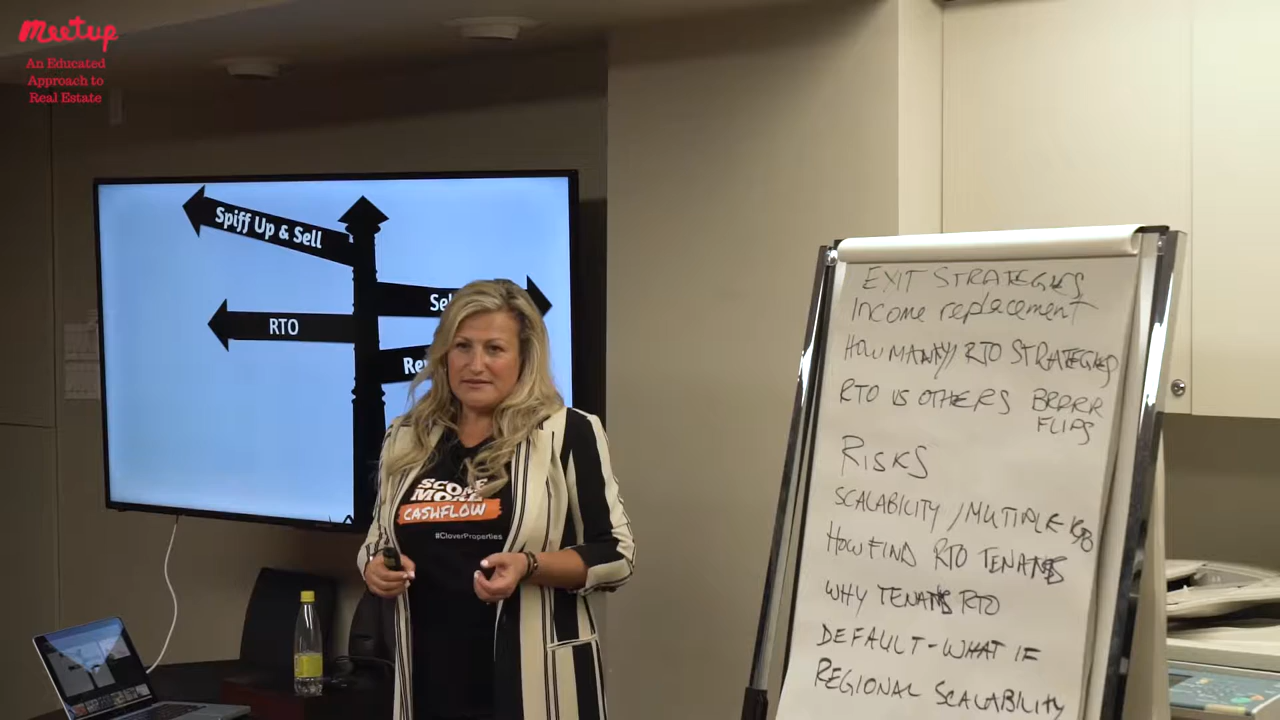 Meetup
An Educated
Approach to
Real Estate
Spiff Up & Sell
RTO
SCORE
MORE
CASHFLOW
#CloverProperties
EXIT STRATEGIES
Income replacement
HOW MANY RTO STRATEGIES
RTO VS OTHERS BRRRR
FLIPS
RISKS
SCALABILITY / MULTIPLE RTO
HOW FIND RTO TENANTS
WHY TENANTS RTO
DEFAULT - WHAT IF
REGIONAL SCALABILITY